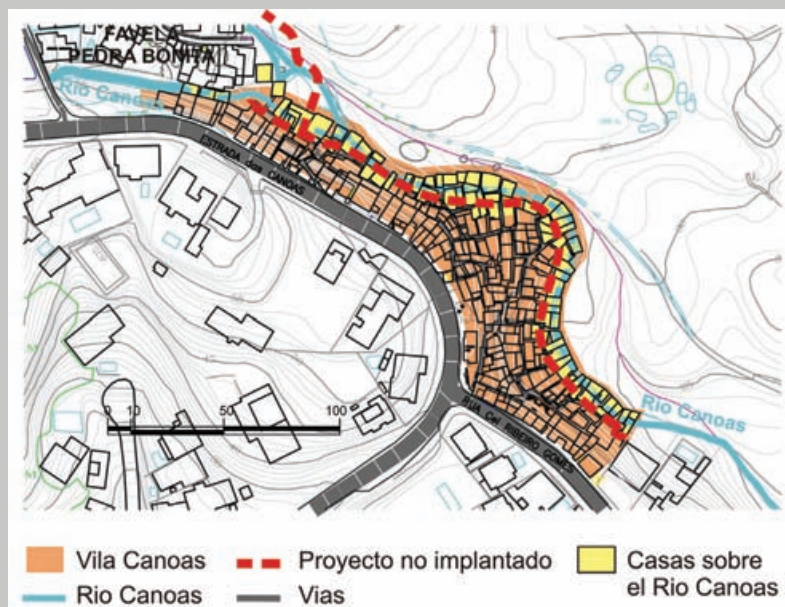 FAVELA
PEDRA BONITA
Rio Canoas
ESTRADA das CANOAS
0 10 50 100
RUA Cel RIBEIRO GOMES
Rio Canoas
Vila Canoas
Proyecto no implantado
Casas sobre
el Rio Canoas
Rio Canoas
Vias